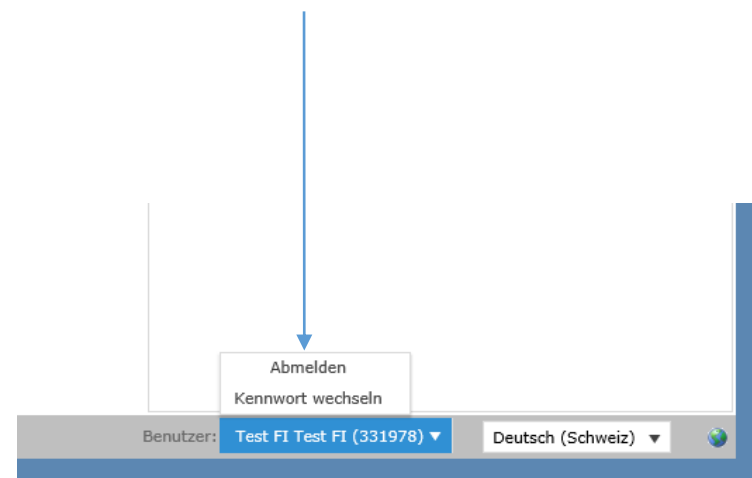 Abmelden
Kennwort wechseln
Benutzer: Test FI Test FI (331978) ▼ Deutsch (Schweiz) ▼